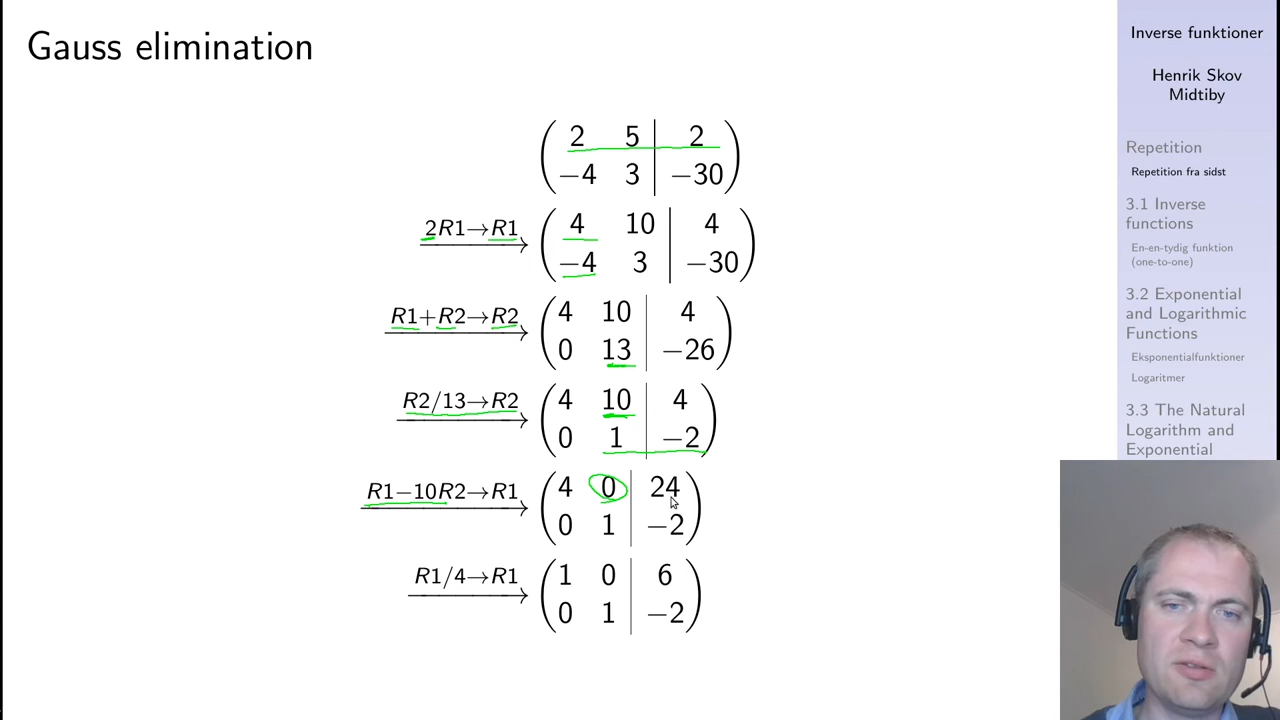 Gauss elimination
2 5 2
−4 3 −30
2R1→R1
4 10 4
−4 3 −30
R1+R2→R2
4 10 4
0 13 −26
R2/13→R2
4 10 4
0 1 −2
R1−10R2→R1
4 0 24
0 1 −2
R1/4→R1
1 0 6
0 1 −2
Inverse funktioner
Henrik Skov
Midtiby
Repetition
Repetition fra sidst
3.1 Inverse
functions
En-en-tydig funktion
(one-to-one)
3.2 Exponential
and Logarithmic
Functions
Eksponentialfunktioner
Logaritmer
3.3 The Natural
Logarithm and
Exponential